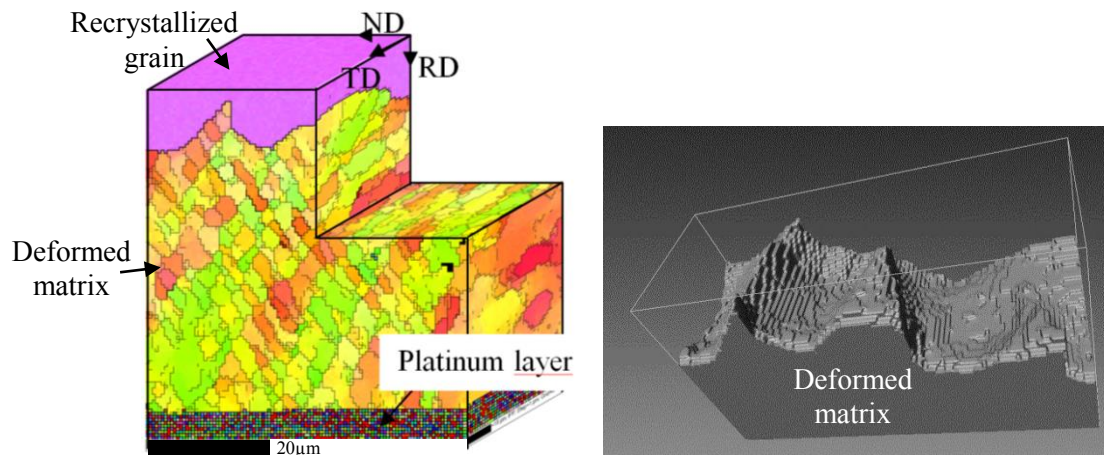 Recrystallized
grain
ND
RD
TD
Deformed
matrix
Platinum layer
20µm
Deformed
matrix